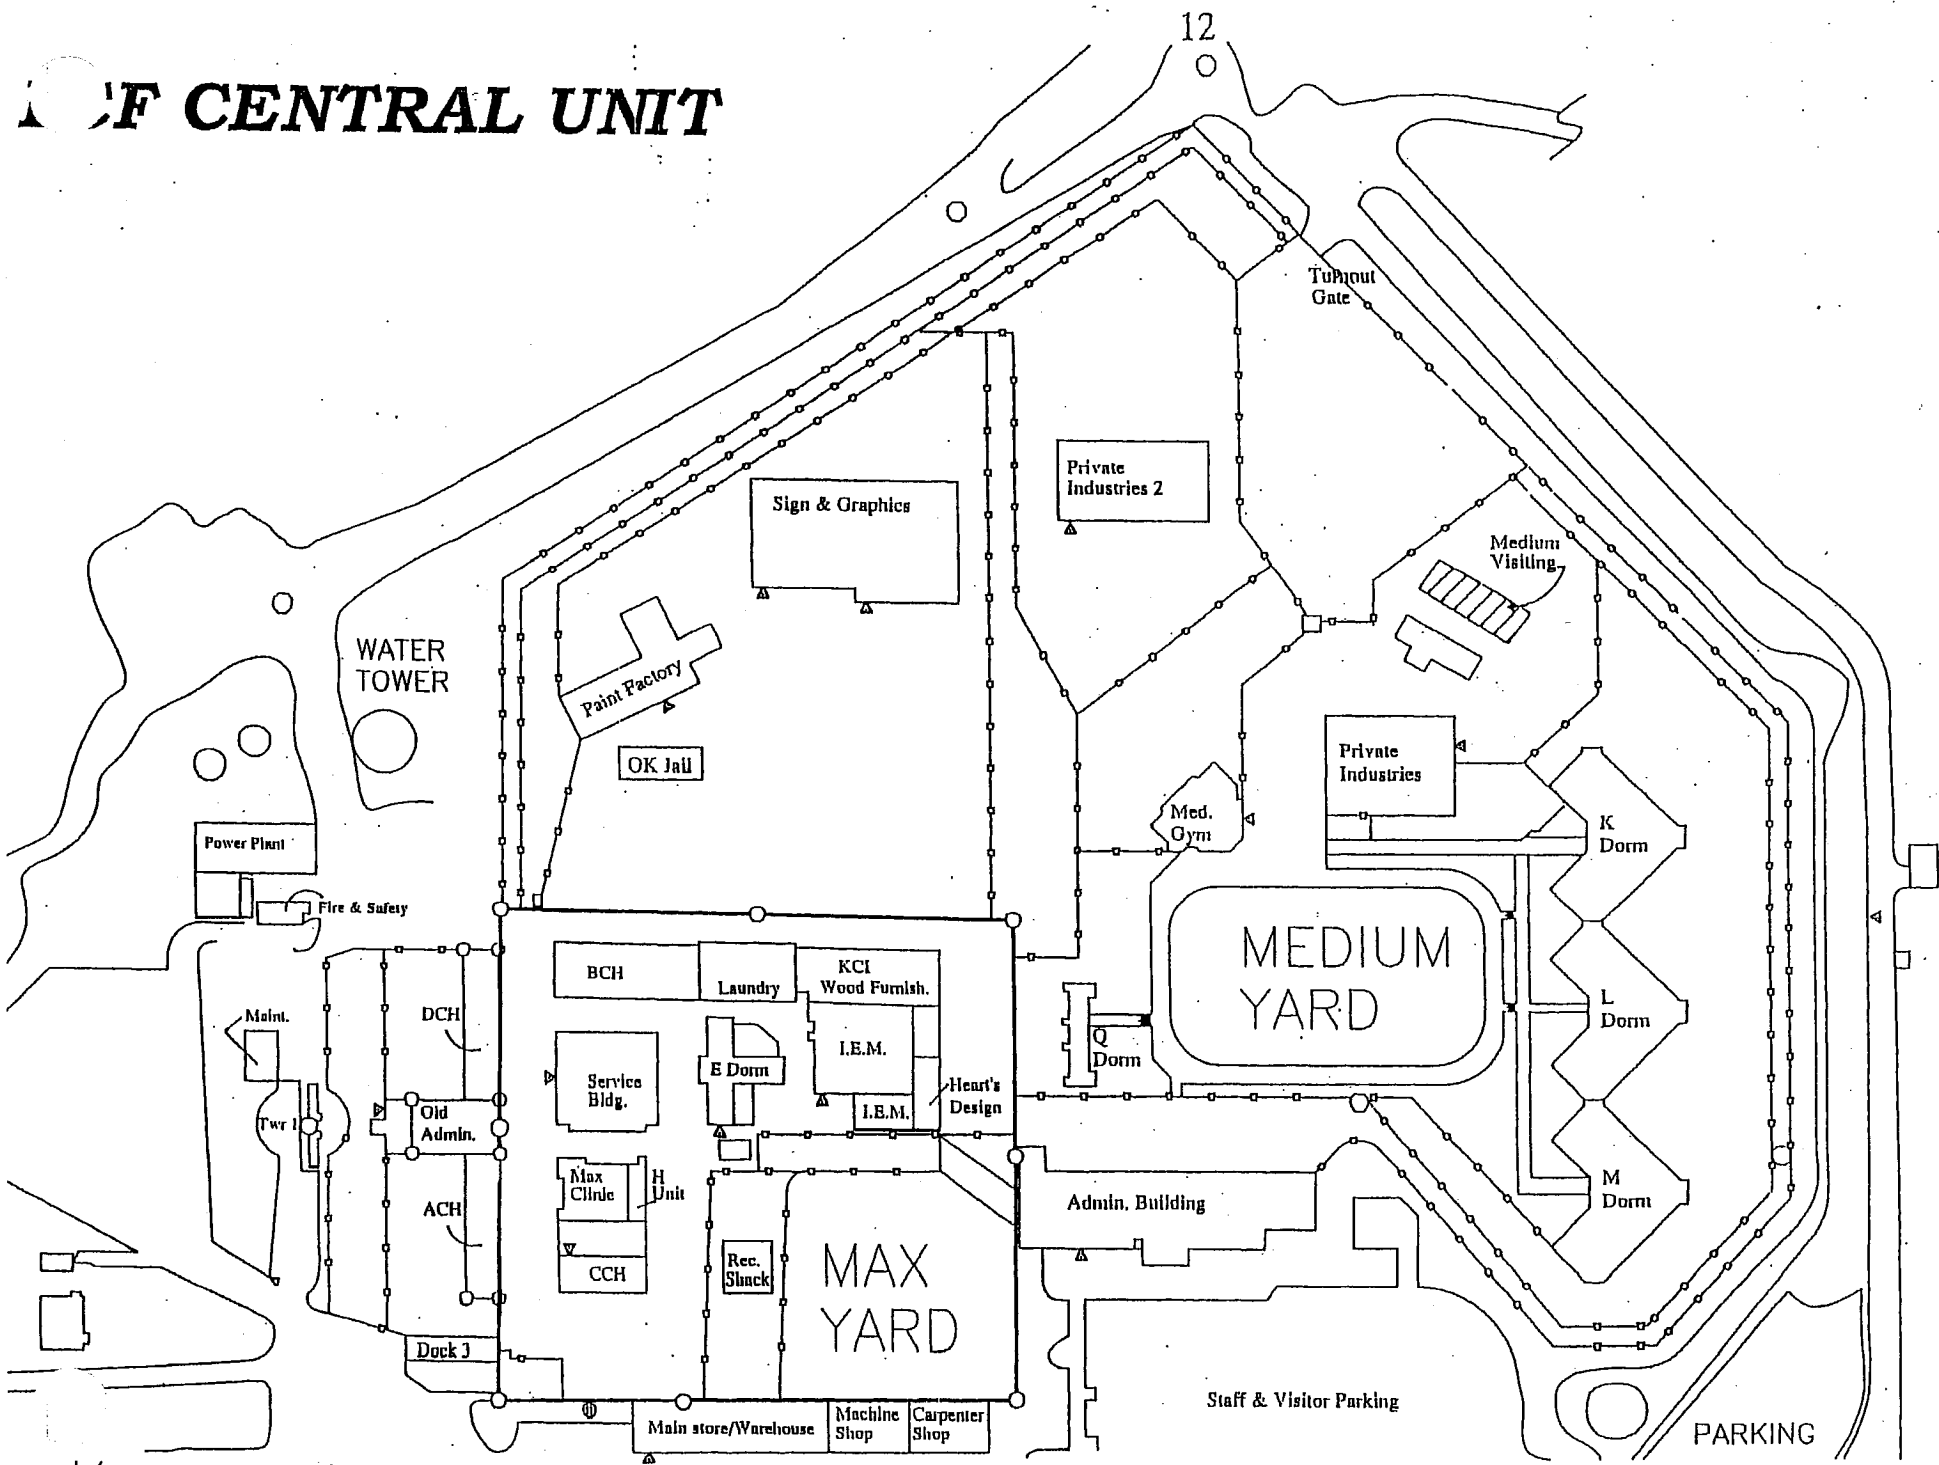 12
CF CENTRAL UNIT
Turnout
Gate
Private
Industries 2
Sign & Graphics
Medium
Visiting
WATER
TOWER
Paint Factory
OK Jail
Private
Industries
Med.
Gym
K
Dorm
Power Plant
Fire & Safety
MEDIUM
YARD
BCH
Laundry
KCI
Wood Furnish.
L
Dorm
Maint.
DCH
Q
Dorm
I.E.M.
Service
Bldg.
E Dorm
Heart's
Design
I.E.M.
Twr 1
Old
Admin.
Max
Clinic
H
Unit
M
Dorm
Admin. Building
ACH
MAX
YARD
Rec.
Shack
CCH
Dock 3
Staff & Visitor Parking
Main store/Warehouse
Machine
Shop
Carpenter
Shop
PARKING